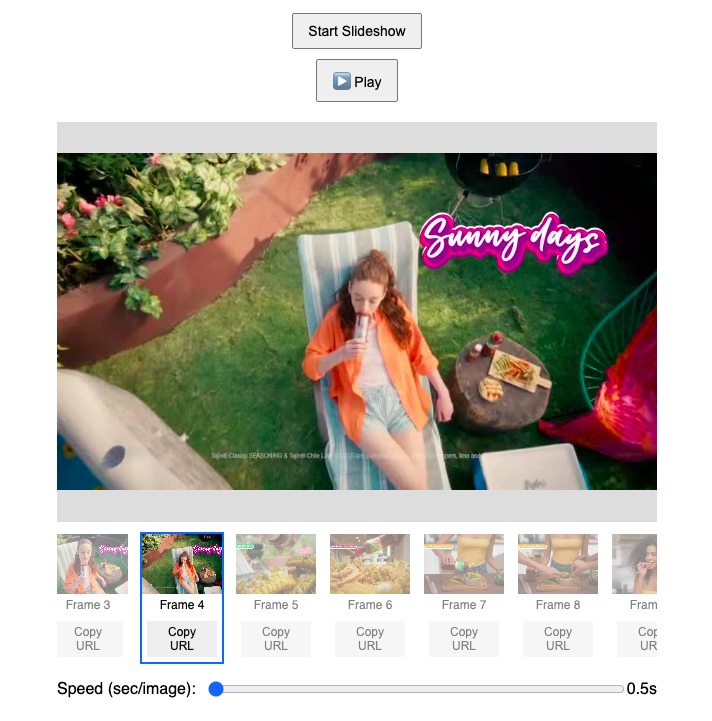 Start Slideshow
Play
Sunny days
Tajín® Clásico SEASONING & Tajín® Chile
Frame 3
Frame 4
Frame 5
Frame 6
Frame 7
Frame 8
Fram
Copy URL
Copy URL
Copy URL
Copy URL
Copy URL
Copy URL
Cop UR
Speed (sec/image): 0.5s